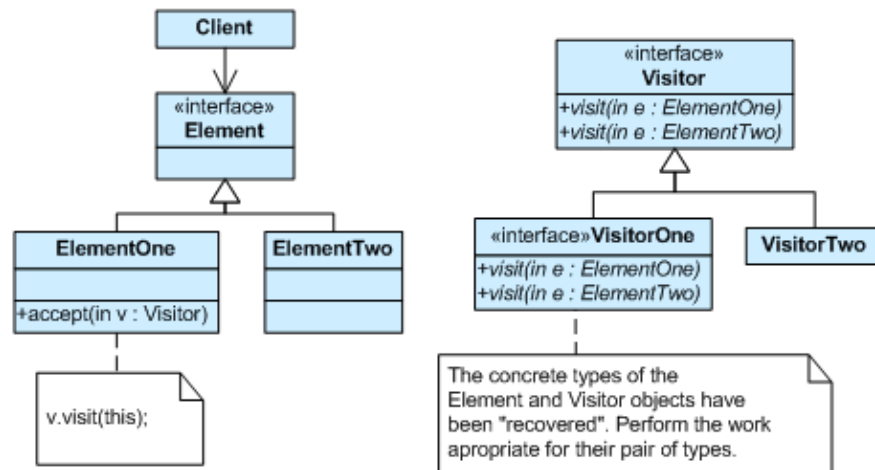 Client
«interface»
Element
ElementOne
+accept(in v : Visitor)
ElementTwo
v.visit(this);
«interface»
Visitor
+visit(in e : ElementOne)
+visit(in e : ElementTwo)
«interface»VisitorOne
+visit(in e : ElementOne)
+visit(in e : ElementTwo)
VisitorTwo
The concrete types of the
Element and Visitor objects have
been "recovered". Perform the work
apropriate for their pair of types.